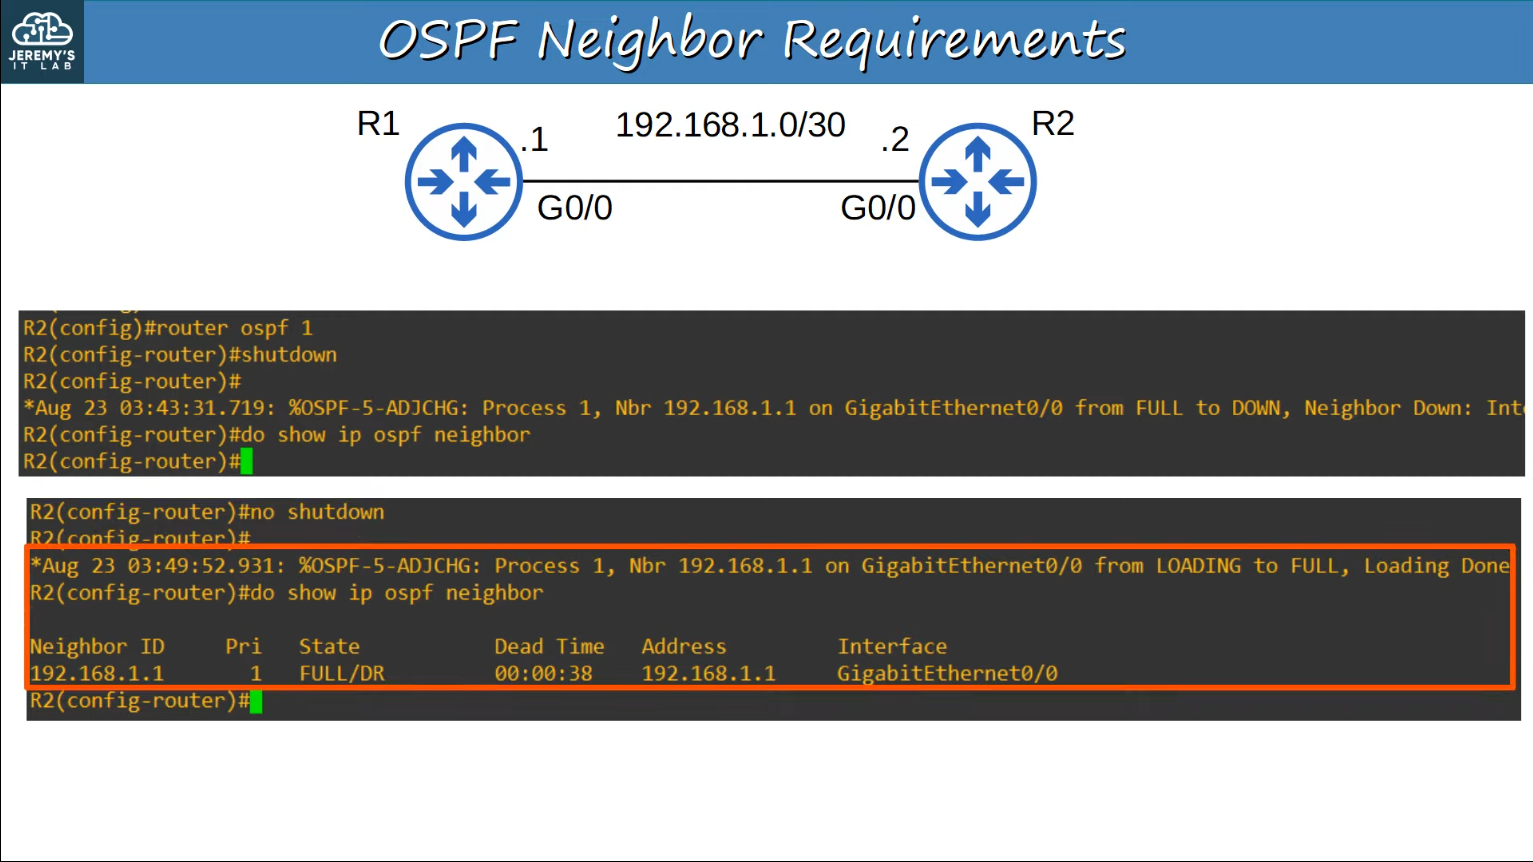 JEREMY'S
IT LAB
OSPF Neighbor Requirements
R1
.1
192.168.1.0/30
.2
R2
G0/0
G0/0
R2(config)#router ospf 1
R2(config-router)#shutdown
R2(config-router)#
*Aug 23 03:43:31.719: %OSPF-5-ADJCHG: Process 1, Nbr 192.168.1.1 on GigabitEthernet0/0 from FULL to DOWN, Neighbor Down: Int
R2(config-router)#do show ip ospf neighbor
R2(config-router)#
R2(config-router)#no shutdown
R2(config-router)#
*Aug 23 03:49:52.931: %OSPF-5-ADJCHG: Process 1, Nbr 192.168.1.1 on GigabitEthernet0/0 from LOADING to FULL, Loading Done
R2(config-router)#do show ip ospf neighbor
Neighbor ID Pri State Dead Time Address Interface
192.168.1.1 1 FULL/DR 00:00:38 192.168.1.1 GigabitEthernet0/0
R2(config-router)#